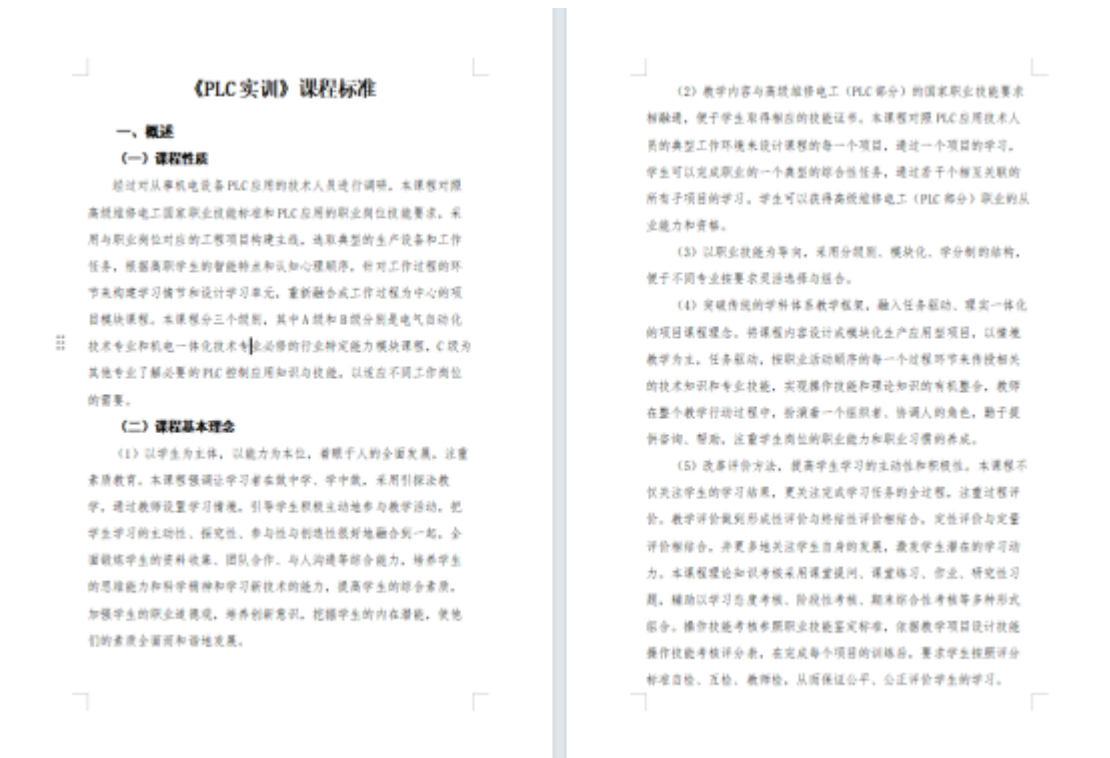 《PLC 实训》课程标准
一、概述
（一）课程性质
经过对从事机电设备 PLC 应用的技术人员进行调研。本课程对照
高级维修电工国家职业技能标准和 PLC 应用的职业岗位技能要求。采
用与职业岗位对应的工程项目构建主线。选取典型的生产设备和工作
任务，根据高职学生的智能特点和认知心理顺序。针对工作过程的环
节来构建学习情节和设计学习单元，重新融合成工作过程为中心的项
目模块课程。本课程分三个级别，其中 A 级和 B 级分别是电气自动化
技术专业和机电一体化技术专业必修的行业特定能力模块课程，C 级为
其他专业了解必要的 PLC 控制应用知识与技能。以适应不同工作岗位
的需要。
（二）课程基本理念
（1）以学生为主体，以能力为本位，着眼于人的全面发展。注重
素质教育。本课程强调让学习者在做中学、学中做。采用引探法教
学。通过教师设置学习情境。引导学生积极主动地参与教学活动。把
学生学习的主动性、探究性、参与性与创造性很好地融合到一起。全
面锻炼学生的资料收集、团队合作、与人沟通等综合能力。培养学生
的思维能力和科学精神和学习新技术的能力，提高学生的综合素质。
加强学生的职业道德观，培养创新意识。挖掘学生的内在潜能，使他
们的素质全面而和谐地发展。
（2）教学内容与高级维修电工（PLC 部分）的国家职业技能要求
相融通，便于学生取得相应的技能证书。本课程对照 PLC 应用技术人
员的典型工作环境来设计课程的每一个项目，通过一个项目的学习。
学生可以完成职业的一个典型的综合性任务，通过若干个相互关联的
所有子项目的学习。学生可以获得高级维修电工（PLC 部分）职业的从
业能力和资格。
（3）以职业技能为导向，采用分级别、模块化、学分制的结构，
便于不同专业按要求灵活选择与组合。
（4）突破传统的学科体系教学框架，融入任务驱动、理实一体化
的项目课程理念。将课程内容设计成模块化生产应用型项目，以情境
教学为主，任务驱动，按职业活动顺序的每一个过程环节来传授相关
的技术知识和专业技能，实现操作技能和理论知识的有机整合，教师
在整个教学行动过程中，扮演着一个组织者、协调人的角色，勤于提
供咨询、帮助，注重学生岗位的职业能力和职业习惯的养成。
（5）改革评价方法，提高学生学习的主动性和积极性。本课程不
仅关注学生的学习结果，更关注完成学习任务的全过程。注重过程评
价。教学评价做到形成性评价与终结性评价相结合。定性评价与定量
评价相结合。并更多地关注学生自身的发展，激发学生潜在的学习动
力。本课程理论知识考核采用课堂提问、课堂练习、作业、研究性习
题，辅助以学习态度考核、阶段性考核、期末综合性考核等多种形式
组合。操作技能考核参照职业技能鉴定标准，依据教学项目设计技能
操作技能考核评分表，在完成每个项目的训练后。要求学生按照评分
标准自检、互检、教师检。从而保证公平、公正评价学生的学习。